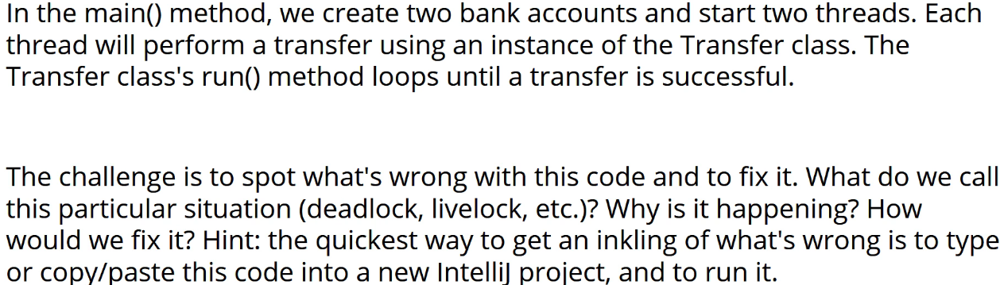 In the main() method, we create two bank accounts and start two threads. Each
thread will perform a transfer using an instance of the Transfer class. The
Transfer class's run() method loops until a transfer is successful.
The challenge is to spot what's wrong with this code and to fix it. What do we call
this particular situation (deadlock, livelock, etc.)? Why is it happening? How
would we fix it? Hint: the quickest way to get an inkling of what's wrong is to type
or copy/paste this code into a new IntelliJ project, and to run it.